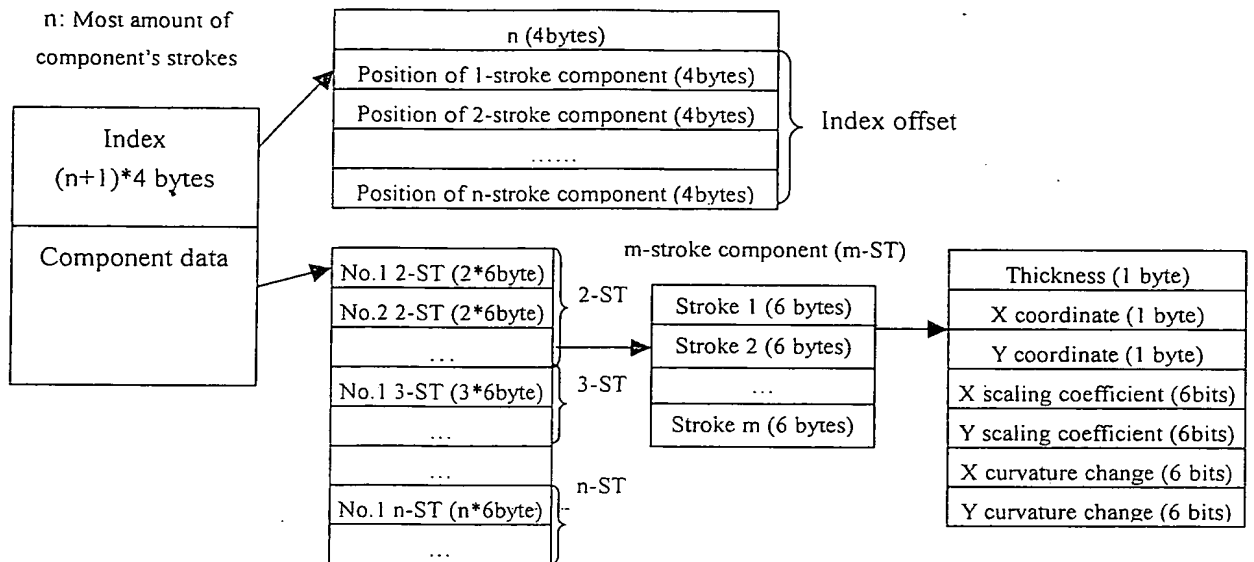 n: Most amount of
component's strokes
Index
(n+1)*4 bytes
Component data
n (4bytes)
Position of 1-stroke component (4bytes)
Position of 2-stroke component (4bytes)
......
Position of n-stroke component (4bytes)
Index offset
No.1 2-ST (2*6byte)
No.2 2-ST (2*6byte)
...
No.1 3-ST (3*6byte)
...
...
No.1 n-ST (n*6byte)
...
2-ST
3-ST
n-ST
m-stroke component (m-ST)
Stroke 1 (6 bytes)
Stroke 2 (6 bytes)
...
Stroke m (6 bytes)
Thickness (1 byte)
X coordinate (1 byte)
Y coordinate (1 byte)
X scaling coefficient (6bits)
Y scaling coefficient (6bits)
X curvature change (6 bits)
Y curvature change (6 bits)